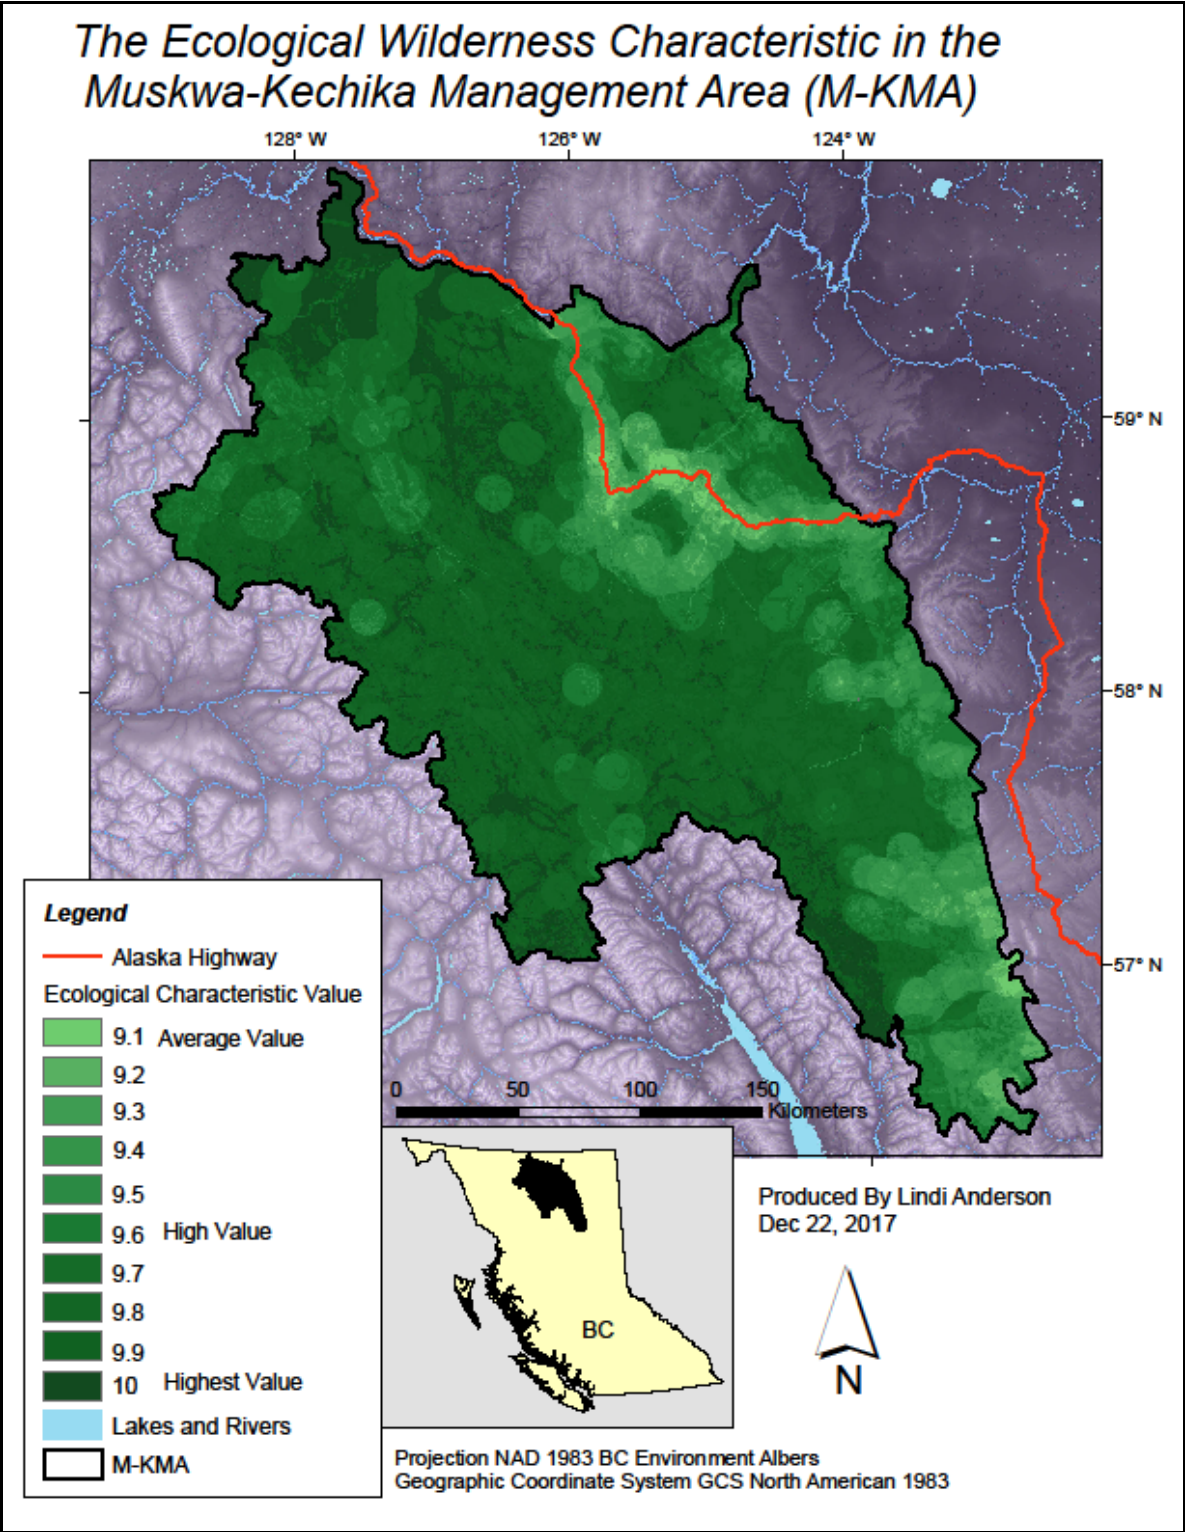 The Ecological Wilderness Characteristic in the
Muskwa-Kechika Management Area (M-KMA)
128° W
126° W
124° W
59° N
58° N
57° N
Legend
Alaska Highway
Ecological Characteristic Value
9.1 Average Value
9.2
9.3
9.4
9.5
9.6 High Value
9.7
9.8
9.9
10 Highest Value
Lakes and Rivers
M-KMA
0 50 100 150
Kilometers
BC
Produced By Lindi Anderson
Dec 22, 2017
N
Projection NAD 1983 BC Environment Albers
Geographic Coordinate System GCS North American 1983